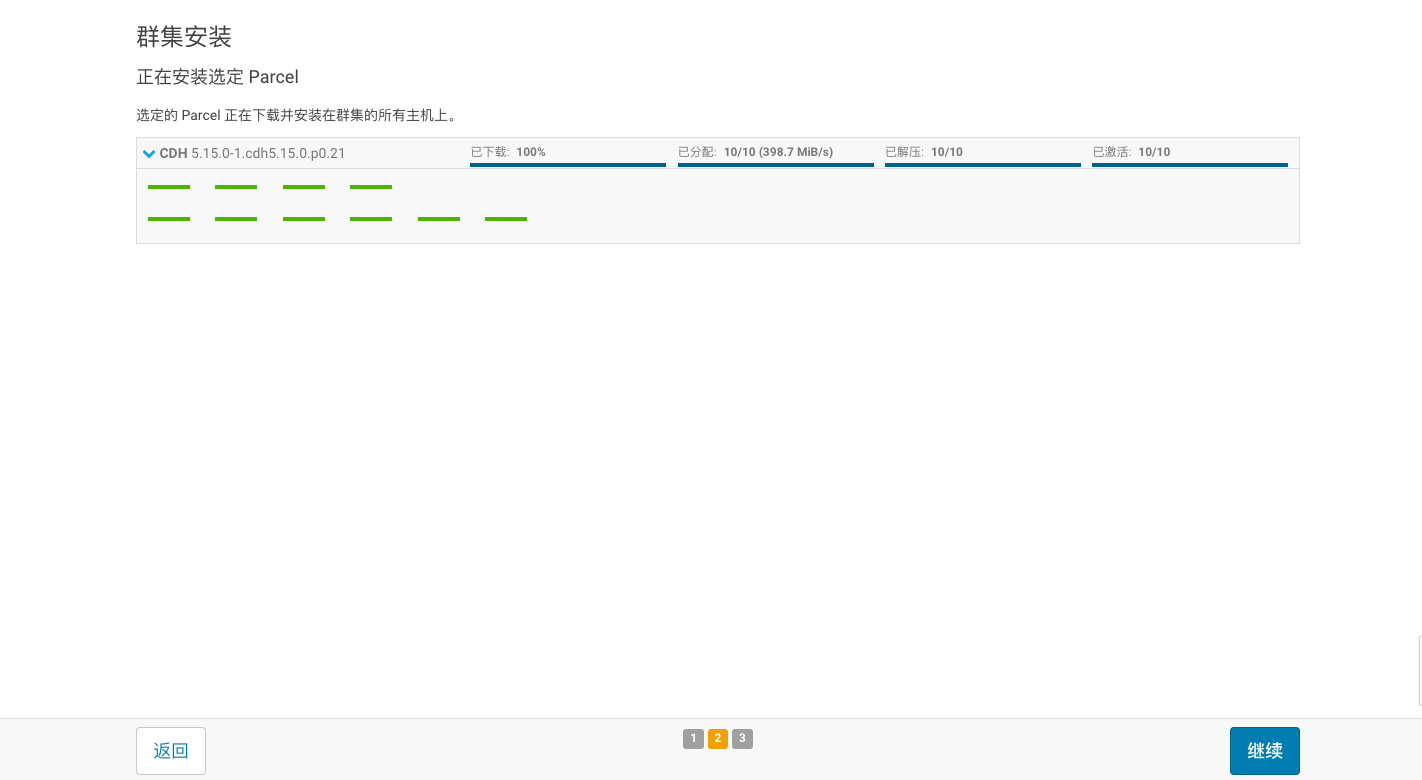 群集安装
正在安装选定 Parcel
选定的 Parcel 正在下载并安装在群集的所有主机上。
CDH 5.15.0-1.cdh5.15.0.p0.21 已下载: 100% 已分配: 10/10 (398.7 MiB/s) 已解压: 10/10 已激活: 10/10
返回 1 2 3 继续